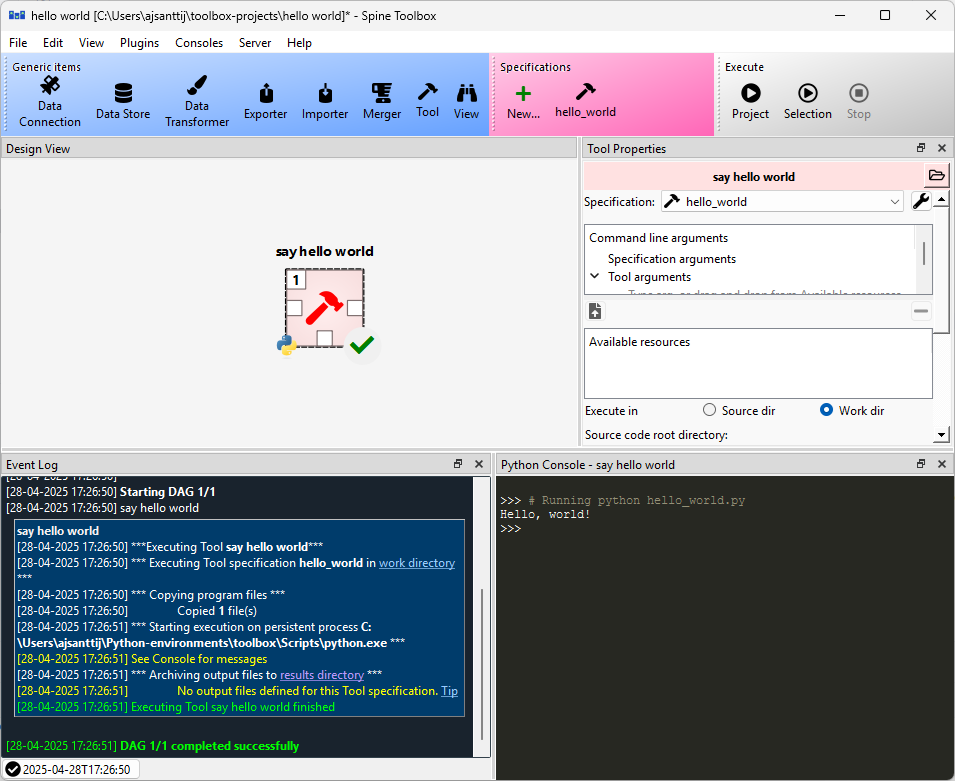 hello world [C:\Users\ajsanttij\toolbox-projects\hello world]* - Spine Toolbox
File Edit View Plugins Consoles Server Help
Generic items
Data Connection
Data Store
Data Transformer
Exporter
Importer
Merger
Tool
View
Specifications
New...
hello_world
Execute
Project
Selection
Stop
Design View
say hello world
1
Tool Properties
say hello world
Specification: hello_world
Command line arguments
Specification arguments
Tool arguments
Type arg, or drag and drop from Available resources...
Available resources
Execute in Source dir Work dir
Source code root directory:
Event Log
[28-04-2025 17:26:50]
[28-04-2025 17:26:50] Starting DAG 1/1
[28-04-2025 17:26:50] say hello world
say hello world
[28-04-2025 17:26:50] ***Executing Tool say hello world***
[28-04-2025 17:26:50] *** Executing Tool specification hello_world in work directory
***
[28-04-2025 17:26:50] *** Copying program files ***
[28-04-2025 17:26:50] Copied 1 file(s)
[28-04-2025 17:26:51] *** Starting execution on persistent process C:
\Users\ajsanttij\Python-environments\toolbox\Scripts\python.exe ***
[28-04-2025 17:26:51] See Console for messages
[28-04-2025 17:26:51] *** Archiving output files to results directory ***
[28-04-2025 17:26:51] No output files defined for this Tool specification. Tip
[28-04-2025 17:26:51] Executing Tool say hello world finished
[28-04-2025 17:26:51] DAG 1/1 completed successfully
2025-04-28T17:26:50
Python Console - say hello world
>>> # Running python hello_world.py
Hello, world!
>>>